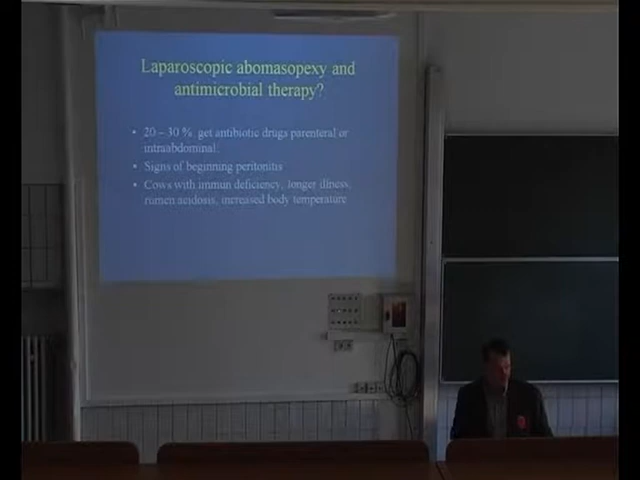 Laparoscopic abomasopexy and
antimicrobial therapy?
• 20 – 30 % get antibiotic drugs parenteral or
intraabdominal.
• Signs of beginning peritonitis
• Cows with immun deficiency, longer illness,
rumen acidosis, increased body temperature